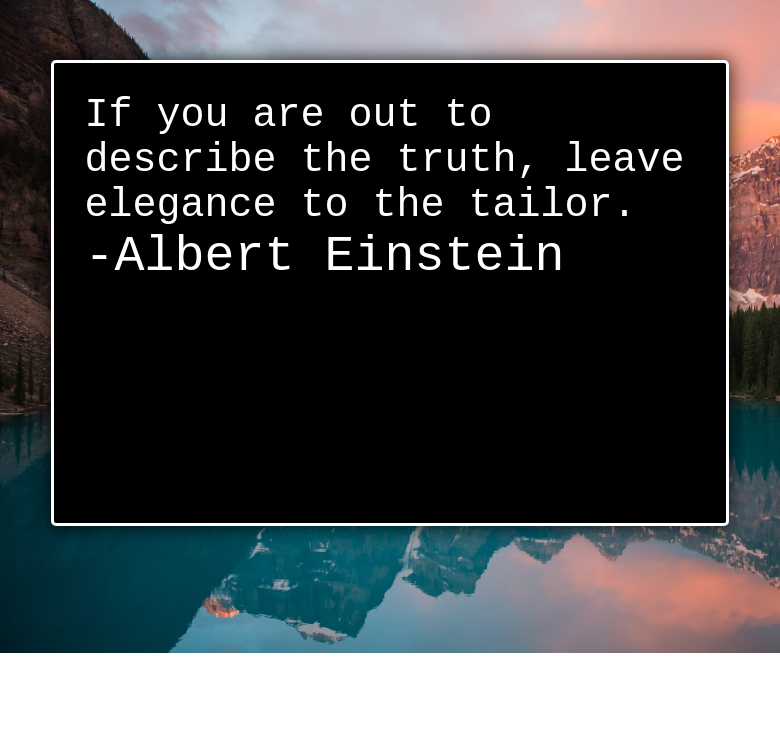 If you are out to
describe the truth, leave
elegance to the tailor.
-Albert Einstein